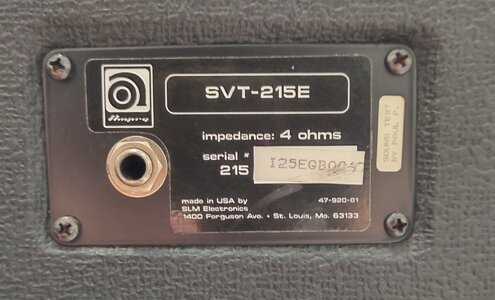 Ampeg
SVT-215E
impedance: 4 ohms
serial *
215
made in USA by
SLM Electronics
1400 Ferguson Ave. • St. Louis, Mo. 63133
47-920-01
SOUND TEST
BY PAUL F.